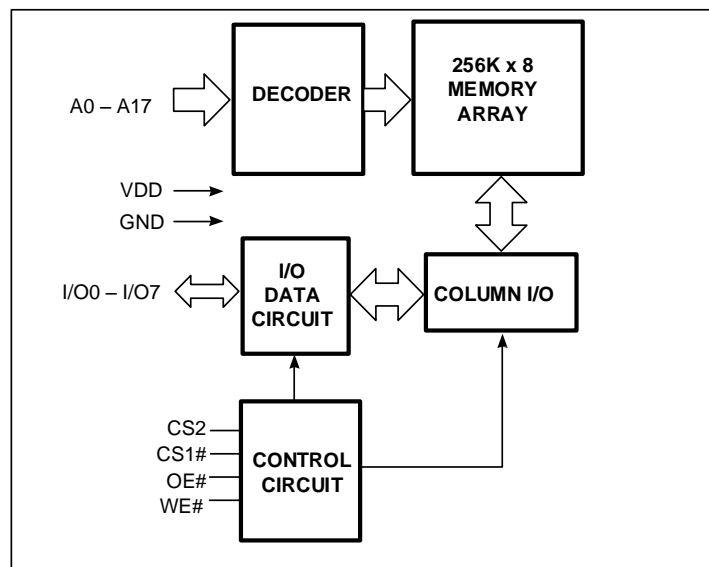 A0 – A17
DECODER
256K x 8
MEMORY
ARRAY
VDD
GND
I/O0 – I/O7
I/O
DATA
CIRCUIT
COLUMN I/O
CS2
CS1#
OE#
WE#
CONTROL
CIRCUIT